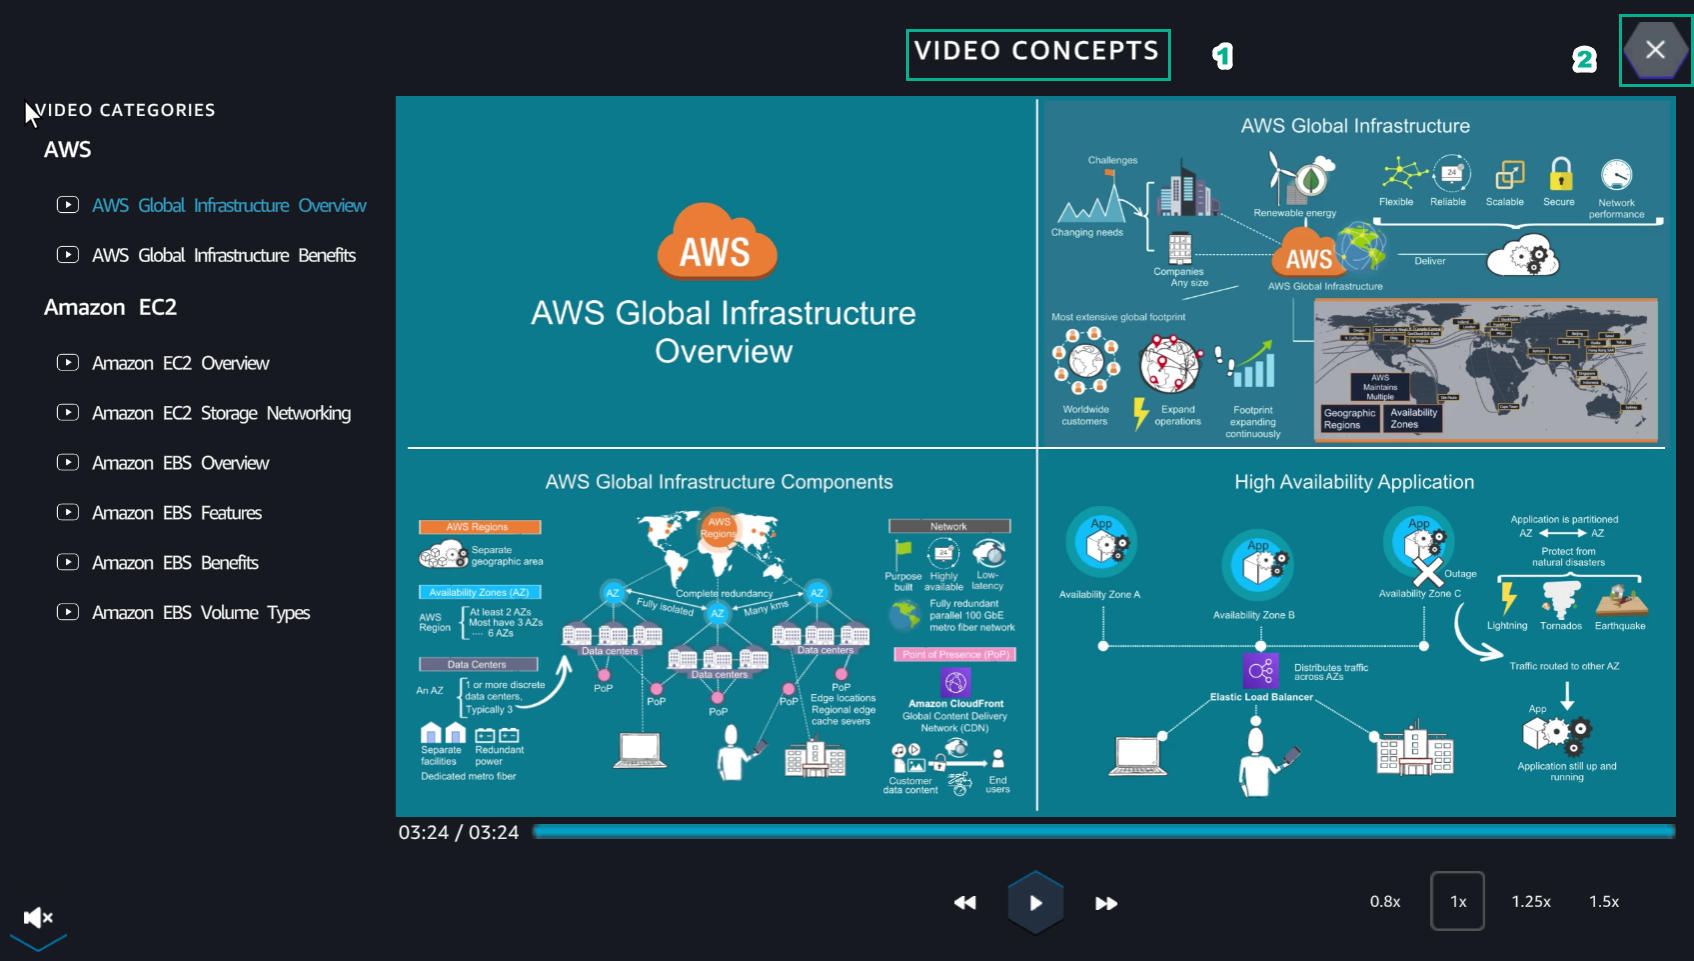 VIDEO CONCEPTS
1
2
VIDEO CATEGORIES
AWS
AWS Global Infrastructure Overview
AWS Global Infrastructure Benefits
Amazon EC2
Amazon EC2 Overview
Amazon EC2 Storage Networking
Amazon EBS Overview
Amazon EBS Features
Amazon EBS Benefits
Amazon EBS Volume Types
AWS
AWS Global Infrastructure
Overview
AWS Global Infrastructure
Challenges
Changing needs
Companies
Any size
Renewable energy
AWS
AWS Global Infrastructure
Flexible
Reliable
24
Scalable
Secure
Network
performance
Deliver
Most extensive global footprint
Worldwide
customers
Expand
operations
Footprint
expanding
continuously
AWS
Maintains
Multiple
Geographic
Regions
Availability
Zones
AWS Global Infrastructure Components
AWS Regions
Separate
geographic area
Availability Zones (AZ)
AWS
Region
At least 2 AZs
Most have 3 AZs
.... 6 AZs
Data Centers
An AZ
1 or more discrete
data centers,
Typically 3
Separate
facilities
Redundant
power
Dedicated metro fiber
AWS
Regions
Complete redundancy
AZ
AZ
AZ
Fully isolated
Many kms
Data centers
Data centers
Data centers
PoP
PoP
PoP
PoP
PoP
Edge locations
Regional edge
cache severs
Network
Purpose
built
24
Highly
available
Low-
latency
Fully redundant
parallel 100 GbE
metro fiber network
Point of Presence (PoP)
Amazon CloudFront
Global Content Delivery
Network (CDN)
Customer
data content
End
users
High Availability Application
App
Availability Zone A
App
Availability Zone B
App
Outage
Availability Zone C
Application is partitioned
AZ AZ
Protect from
natural disasters
Lightning
Tornados
Earthquake
Traffic routed to other AZ
App
Application still up and
running
Distributes traffic
across AZs
Elastic Load Balancer
03:24 / 03:24
0.8x
1x
1.25x
1.5x